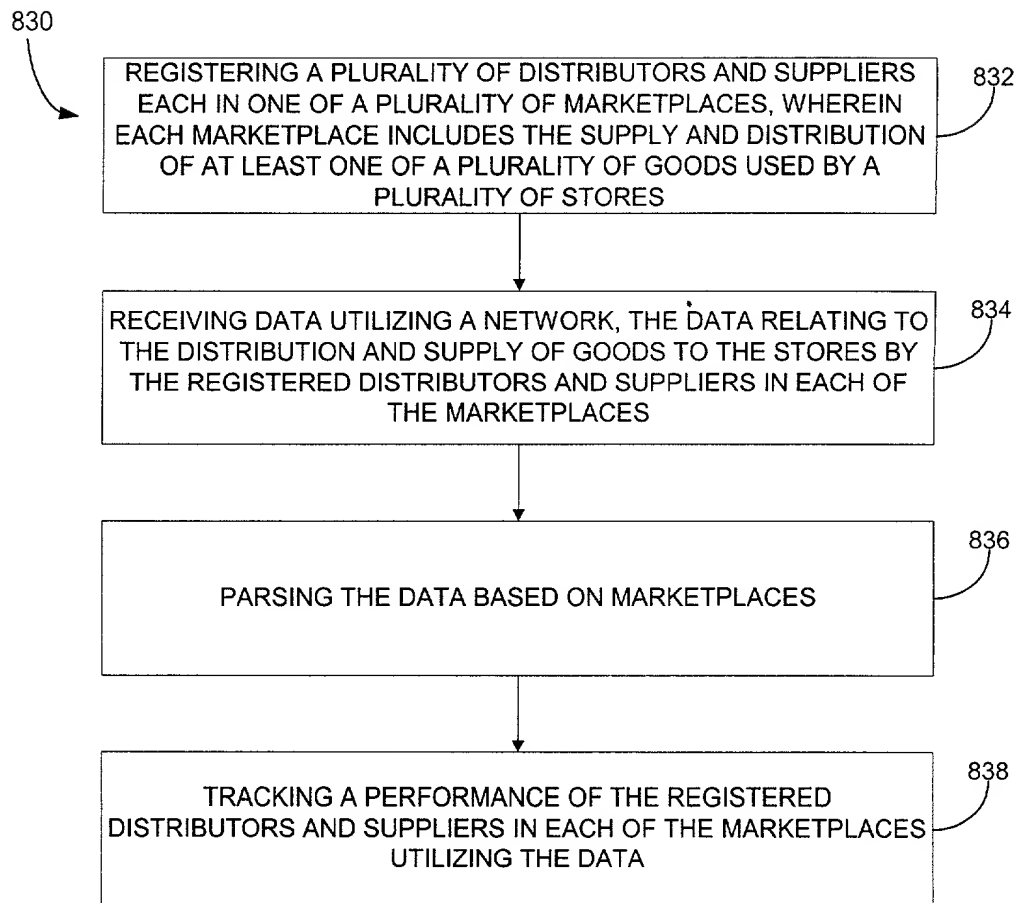 830
REGISTERING A PLURALITY OF DISTRIBUTORS AND SUPPLIERS
EACH IN ONE OF A PLURALITY OF MARKETPLACES, WHEREIN
EACH MARKETPLACE INCLUDES THE SUPPLY AND DISTRIBUTION
OF AT LEAST ONE OF A PLURALITY OF GOODS USED BY A
PLURALITY OF STORES
832
RECEIVING DATA UTILIZING A NETWORK, THE DATA RELATING TO
THE DISTRIBUTION AND SUPPLY OF GOODS TO THE STORES BY
THE REGISTERED DISTRIBUTORS AND SUPPLIERS IN EACH OF
THE MARKETPLACES
834
PARSING THE DATA BASED ON MARKETPLACES
836
TRACKING A PERFORMANCE OF THE REGISTERED
DISTRIBUTORS AND SUPPLIERS IN EACH OF THE MARKETPLACES
UTILIZING THE DATA
838